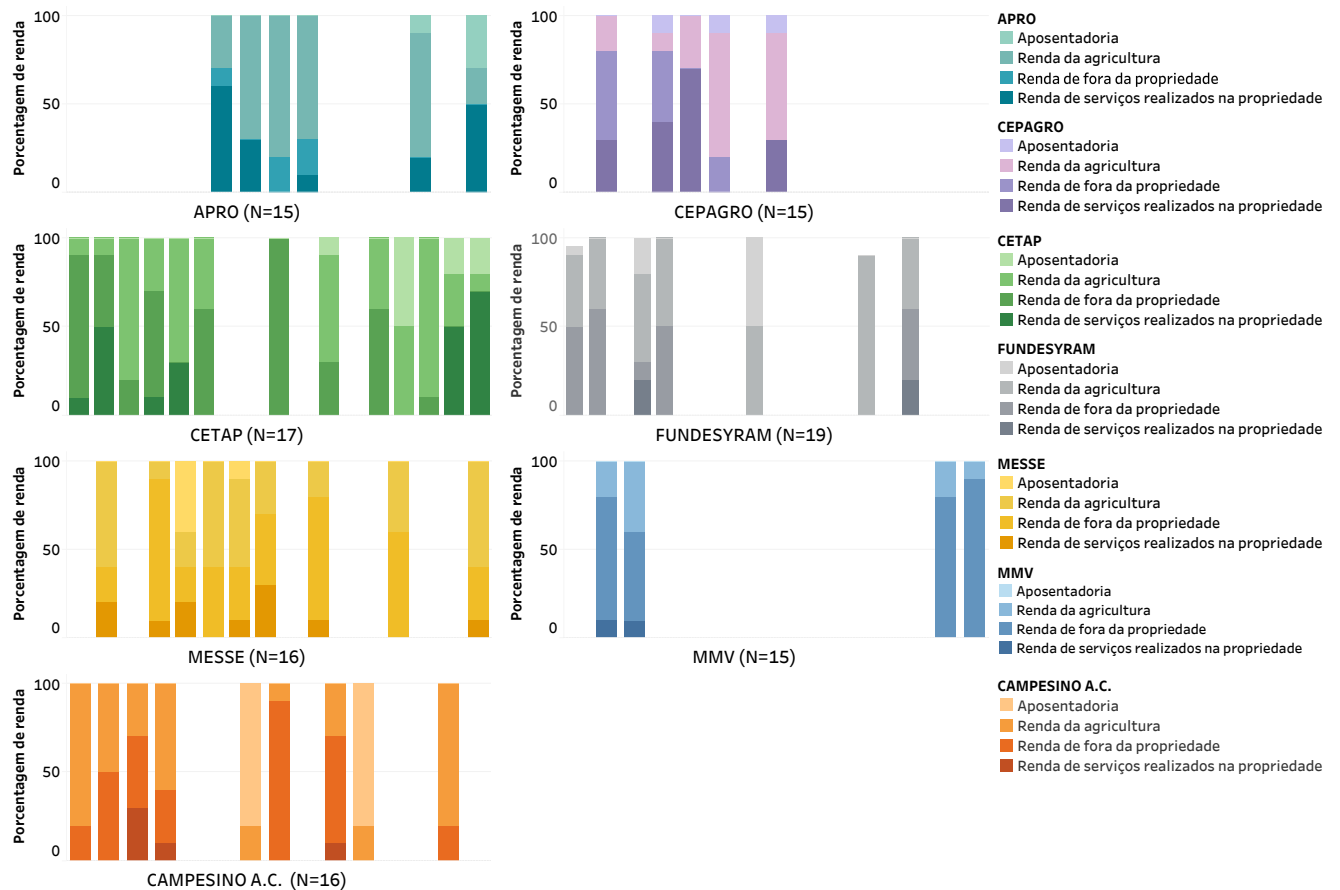 Porcentagem de renda
100
50
0
APRO (N=15)
Porcentagem de renda
100
50
0
CEPAGRO (N=15)
Porcentagem de renda
100
50
0
CETAP (N=17)
Porcentagem de renda
100
50
0
FUNDESYRAM (N=19)
Porcentagem de renda
100
50
0
MESSE (N=16)
Porcentagem de renda
100
50
0
MMV (N=15)
Porcentagem de renda
100
50
0
CAMPESINO A.C. (N=16)
APRO
Aposentadoria
Renda da agricultura
Renda de fora da propriedade
Renda de serviços realizados na propriedade
CEPAGRO
Aposentadoria
Renda da agricultura
Renda de fora da propriedade
Renda de serviços realizados na propriedade
CETAP
Aposentadoria
Renda da agricultura
Renda de fora da propriedade
Renda de serviços realizados na propriedade
FUNDESYRAM
Aposentadoria
Renda da agricultura
Renda de fora da propriedade
Renda de serviços realizados na propriedade
MESSE
Aposentadoria
Renda da agricultura
Renda de fora da propriedade
Renda de serviços realizados na propriedade
MMV
Aposentadoria
Renda da agricultura
Renda de fora da propriedade
Renda de serviços realizados na propriedade
CAMPESINO A.C.
Aposentadoria
Renda da agricultura
Renda de fora da propriedade
Renda de serviços realizados na propriedade